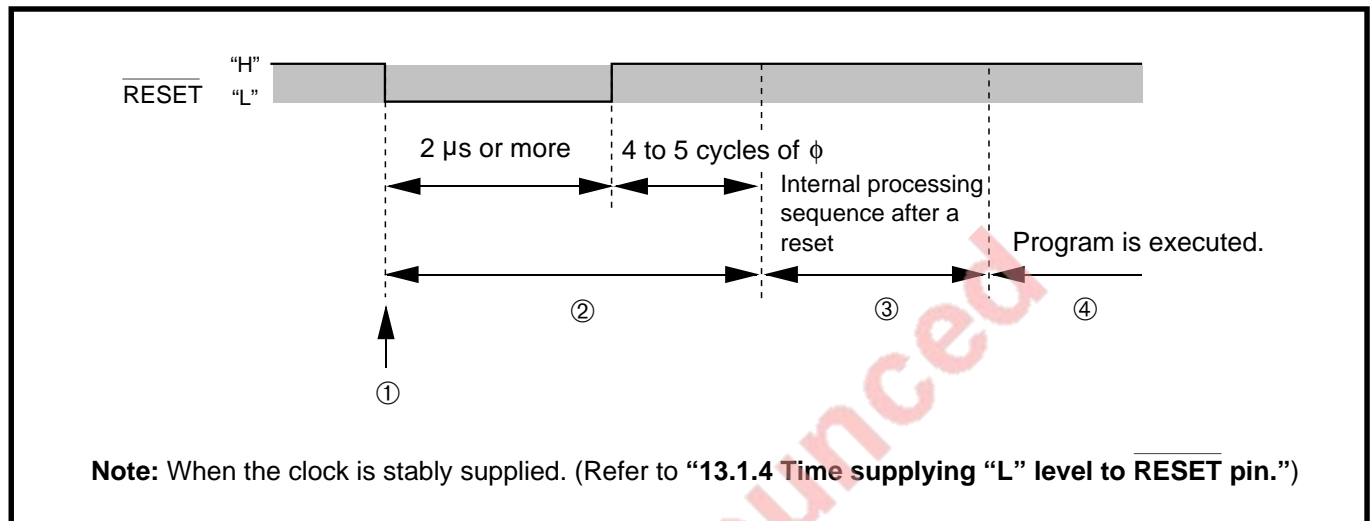 “H”
RESET “L”
2 µs or more
4 to 5 cycles of ϕ
Internal processing
sequence after a
reset
Program is executed.
②
③
④
①
Note: When the clock is stably supplied. (Refer to “13.1.4 Time supplying “L” level to RESET pin.”)
unced